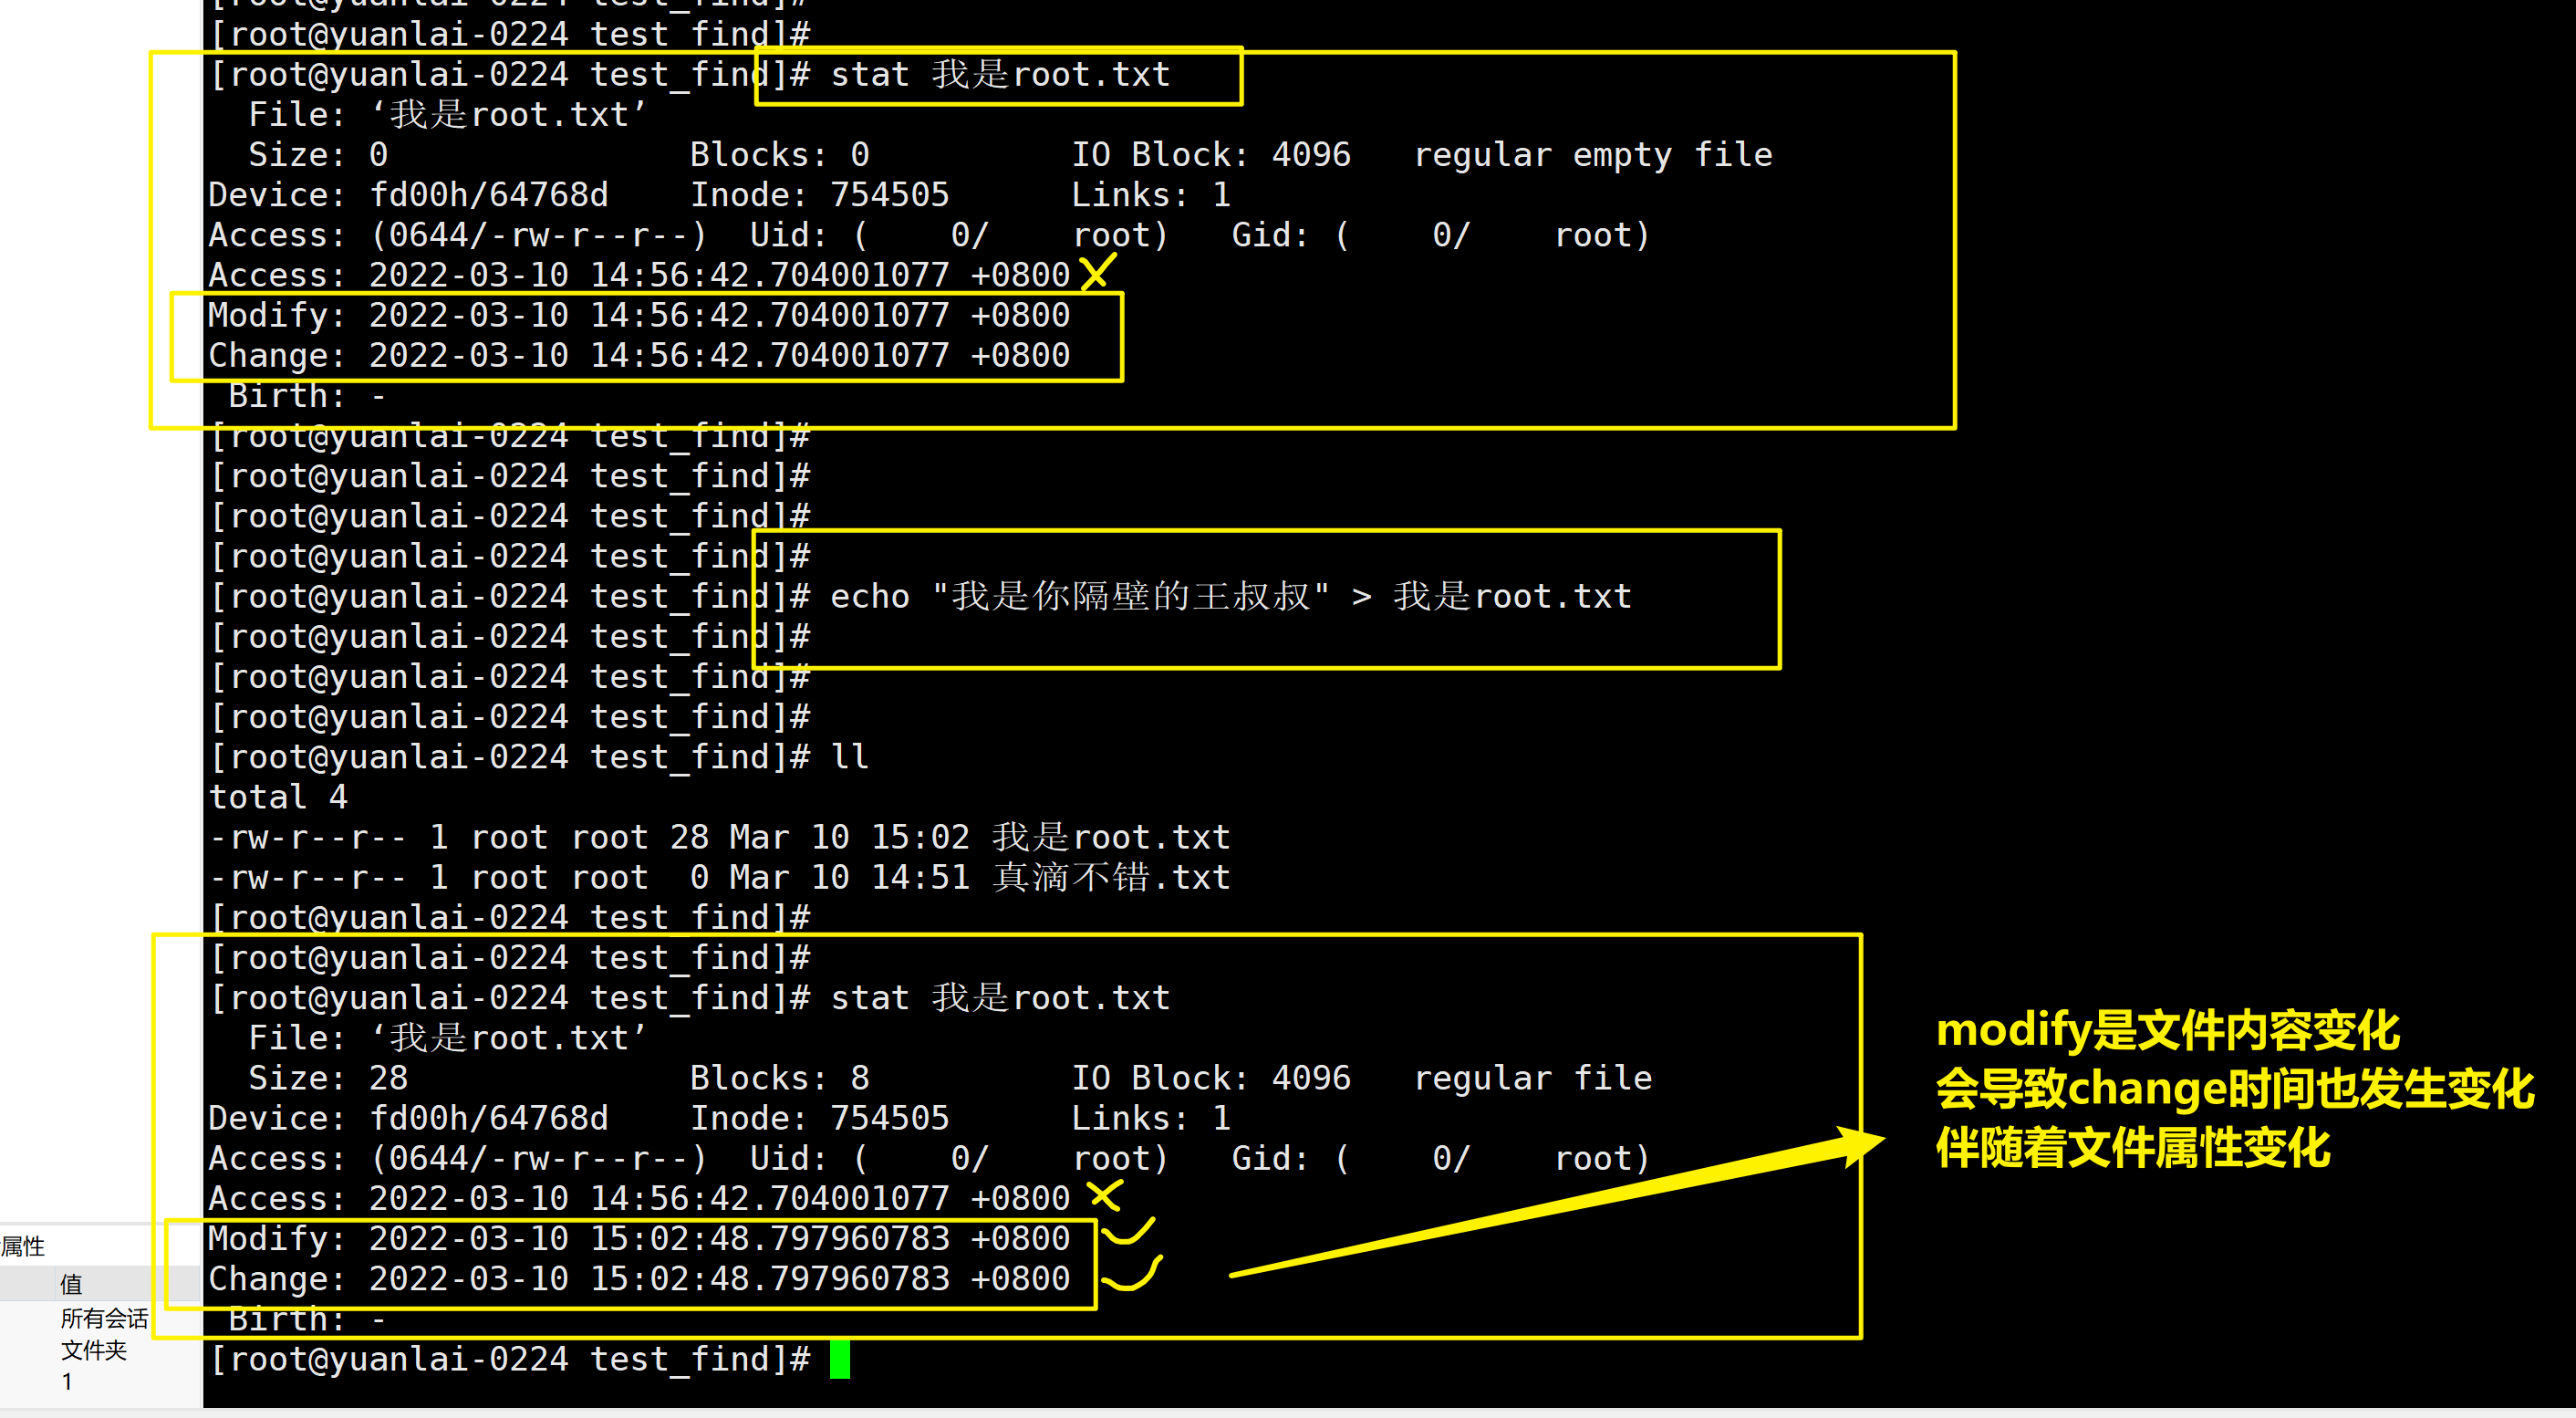 [root@yuanlai-0224 test_find]#
[root@yuanlai-0224 test find]#
[root@yuanlai-0224 test_find]# stat 我是root.txt
  File: ‘我是root.txt’
  Size: 0               Blocks: 0          IO Block: 4096   regular empty file
Device: fd00h/64768d    Inode: 754505      Links: 1
Access: (0644/-rw-r--r--)  Uid: (    0/    root)   Gid: (    0/    root)
Access: 2022-03-10 14:56:42.704001077 +0800
Modify: 2022-03-10 14:56:42.704001077 +0800
Change: 2022-03-10 14:56:42.704001077 +0800
 Birth: -
[root@yuanlai-0224 test_find]#
[root@yuanlai-0224 test_find]#
[root@yuanlai-0224 test_find]#
[root@yuanlai-0224 test_find]#
[root@yuanlai-0224 test_find]# echo "我是你隔壁的王叔叔" > 我是root.txt
[root@yuanlai-0224 test_find]#
[root@yuanlai-0224 test_find]#
[root@yuanlai-0224 test_find]#
[root@yuanlai-0224 test_find]# ll
total 4
-rw-r--r-- 1 root root 28 Mar 10 15:02 我是root.txt
-rw-r--r-- 1 root root  0 Mar 10 14:51 真滴不错.txt
[root@yuanlai-0224 test_find]#
[root@yuanlai-0224 test_find]#
[root@yuanlai-0224 test_find]# stat 我是root.txt
  File: ‘我是root.txt’
  Size: 28              Blocks: 8          IO Block: 4096   regular file
Device: fd00h/64768d    Inode: 754505      Links: 1
Access: (0644/-rw-r--r--)  Uid: (    0/    root)   Gid: (    0/    root)
Access: 2022-03-10 14:56:42.704001077 +0800
Modify: 2022-03-10 15:02:48.797960783 +0800
Change: 2022-03-10 15:02:48.797960783 +0800
 Birth: -
[root@yuanlai-0224 test_find]#
modify是文件内容变化
会导致change时间也发生变化
伴随着文件属性变化
属性
值
所有会话
文件夹
1